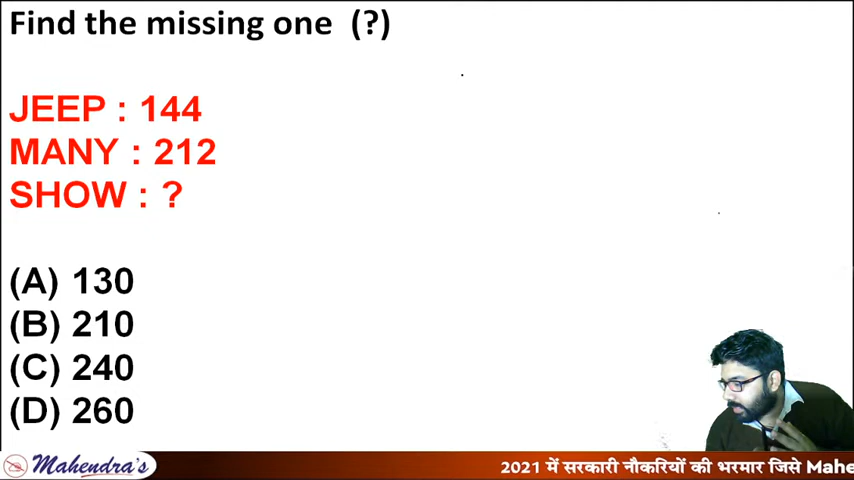 Find the missing one (?)
JEEP : 144
MANY : 212
SHOW : ?
(A) 130
(B) 210
(C) 240
(D) 260
Mahendra's
2021 में सरकारी नौकरियों की भरमार जिसे Mahe